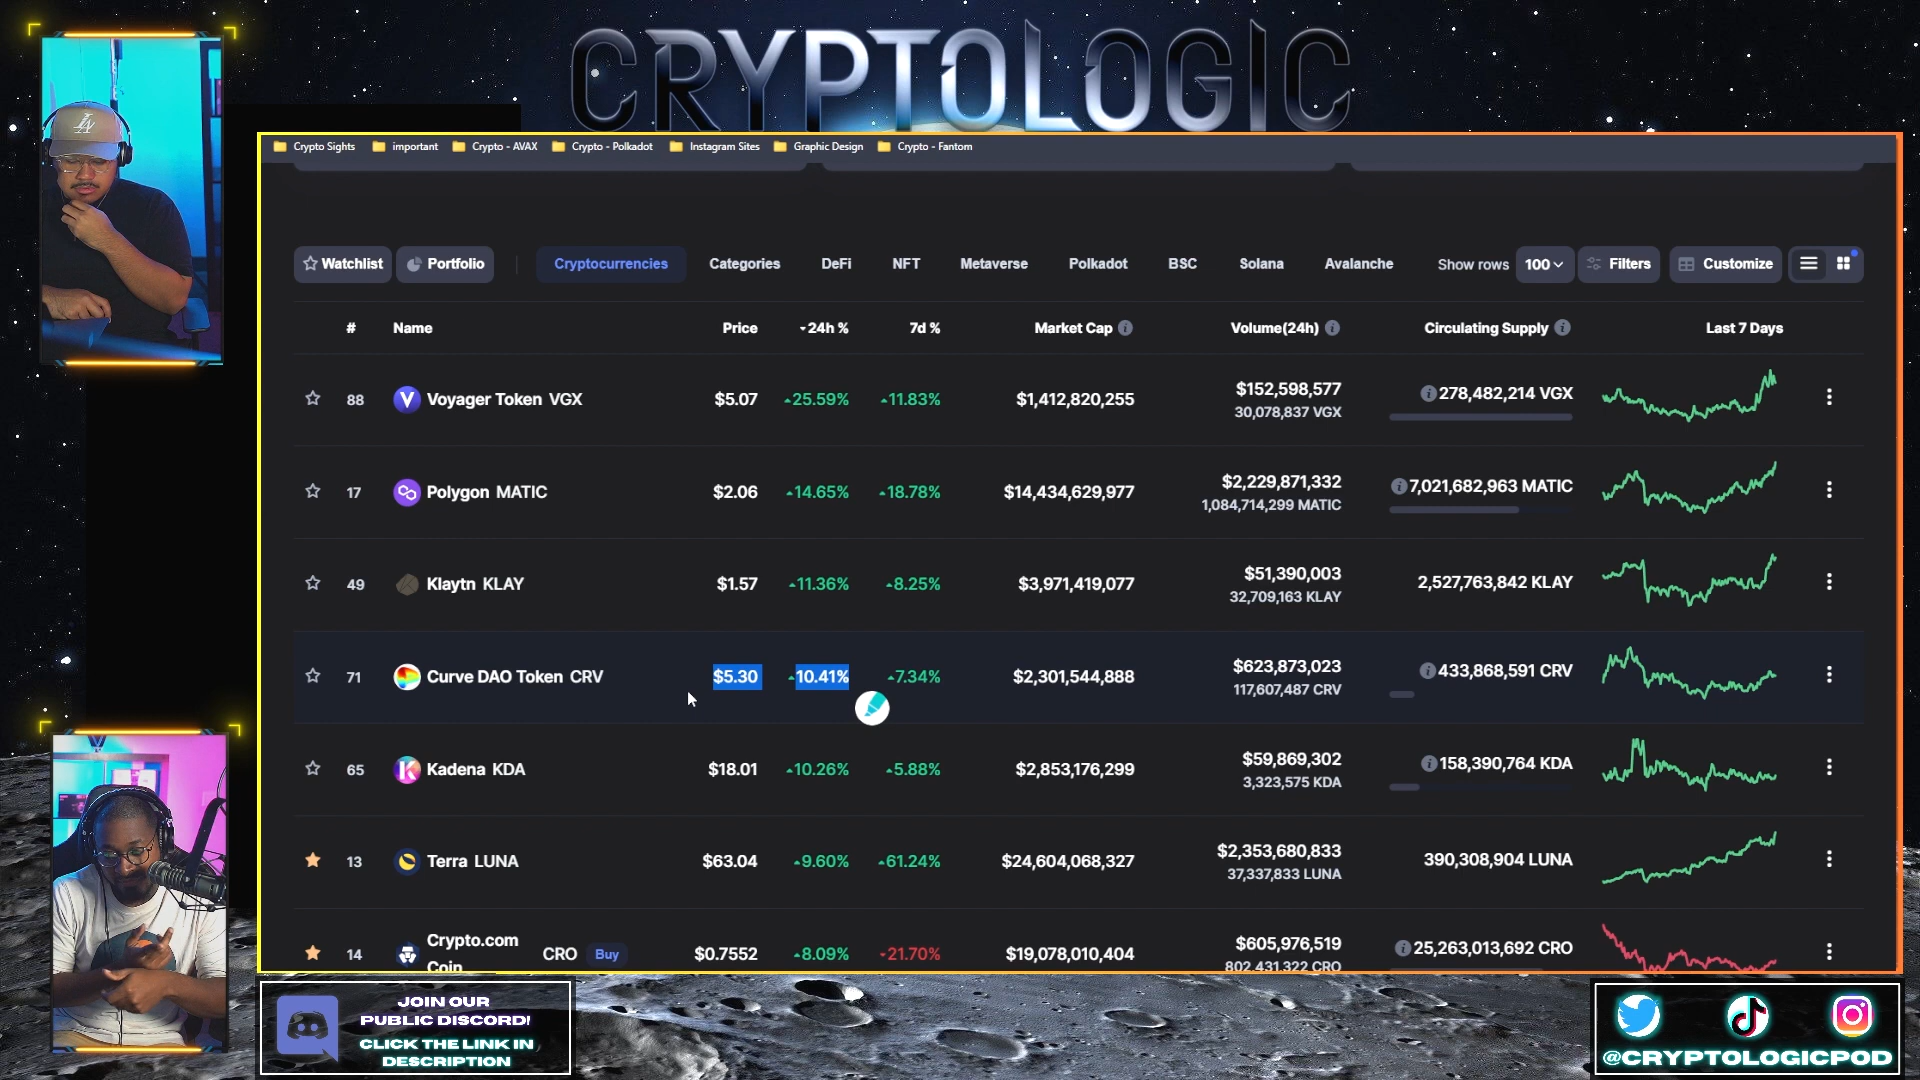 CRYPTOLOGIC
Crypto Sights important Crypto - AVAX Crypto - Polkadot Instagram Sites Graphic Design Crypto - Fantom
Watchlist Portfolio Cryptocurrencies Categories DeFi NFT Metaverse Polkadot BSC Solana Avalanche Show rows 100 Filters Customize
# Name Price 24h % 7d % Market Cap Volume(24h) Circulating Supply Last 7 Days
88 Voyager Token VGX $5.07 25.59% 11.83% $1,412,820,255 $152,598,577 278,482,214 VGX
30,078,837 VGX
17 Polygon MATIC $2.06 14.65% 18.78% $14,434,629,977 $2,229,871,332 7,021,682,963 MATIC
1,084,714,299 MATIC
49 Klaytn KLAY $1.57 11.36% 8.25% $3,971,419,077 $51,390,003 2,527,763,842 KLAY
32,709,163 KLAY
71 Curve DAO Token CRV $5.30 10.41% 7.34% $2,301,544,888 $623,873,023 433,868,591 CRV
117,607,487 CRV
65 Kadena KDA $18.01 10.26% 5.88% $2,853,176,299 $59,869,302 158,390,764 KDA
3,323,575 KDA
13 Terra LUNA $63.04 9.60% 61.24% $24,604,068,327 $2,353,680,833 390,308,904 LUNA
37,337,833 LUNA
14 Crypto.com CRO Buy $0.7552 8.09% 21.70% $19,078,010,404 $605,976,519 25,263,013,692 CRO
Coin 802,431,322 CRO
JOIN OUR
PUBLIC DISCORD!
CLICK THE LINK IN
DESCRIPTION
@CRYPTOLOGICPOD